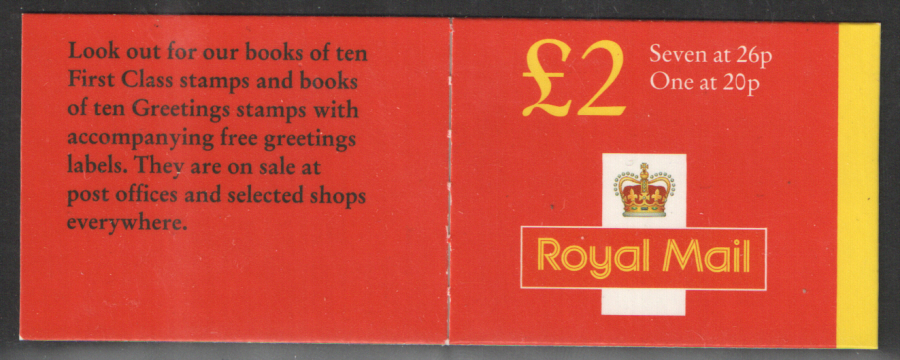 Look out for our books of ten
First Class stamps and books
of ten Greetings stamps with
accompanying free greetings
labels. They are on sale at
post offices and selected shops
everywhere.
£2
Seven at 26p
One at 20p
Royal Mail